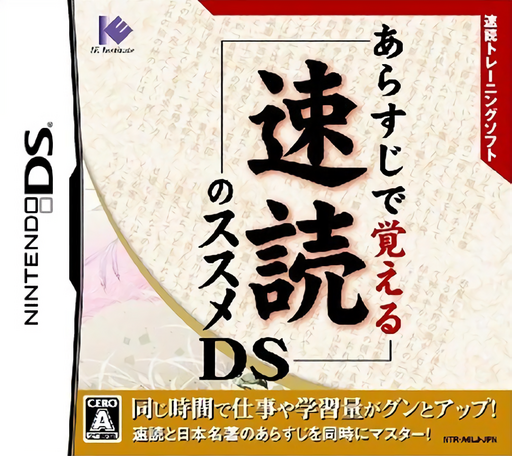 NINTENDO DS
IE Institute
速読トレーニングソフト
あらすじで覚える
速読
のススメ
DS
CERO
A
同じ時間で仕事や学習量がグンとアップ!
速読と日本名著のあらすじを同時にマスター!